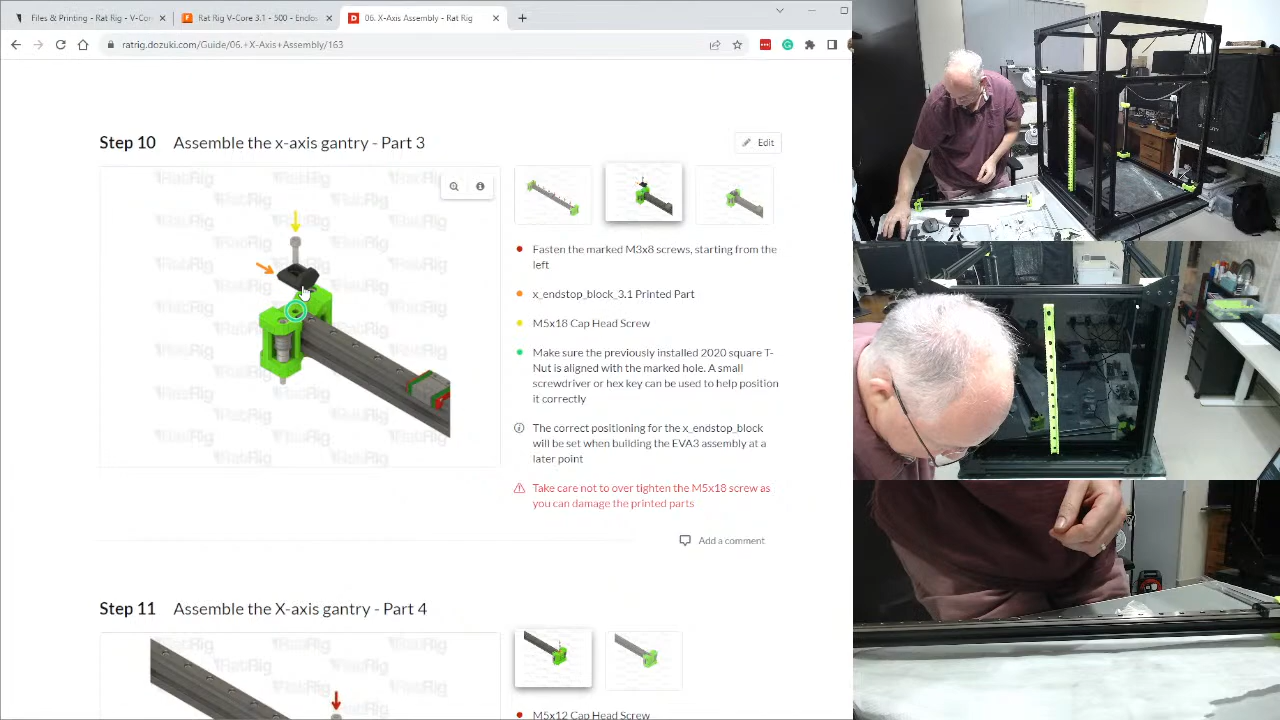 Files & Printing - Rat Rig V-Co
Rat Rig V-Core 3.1 - 500 - Enclos
06. X-Axis Assembly - Rat Rig
ratrig.dozuki.com/Guide/06.+X-Axis+Assembly/163
Step 10 Assemble the x-axis gantry - Part 3
Edit
Fasten the marked M3x8 screws, starting from the
left
x_endstop_block_3.1 Printed Part
M5x18 Cap Head Screw
Make sure the previously installed 2020 square T-
Nut is aligned with the marked hole. A small
screwdriver or hex key can be used to help position
it correctly
The correct positioning for the x_endstop_block
will be set when building the EVA3 assembly at a
later point
Take care not to over tighten the M5x18 screw as
you can damage the printed parts
Add a comment
Step 11 Assemble the X-axis gantry - Part 4
M5x12 Cap Head Screw